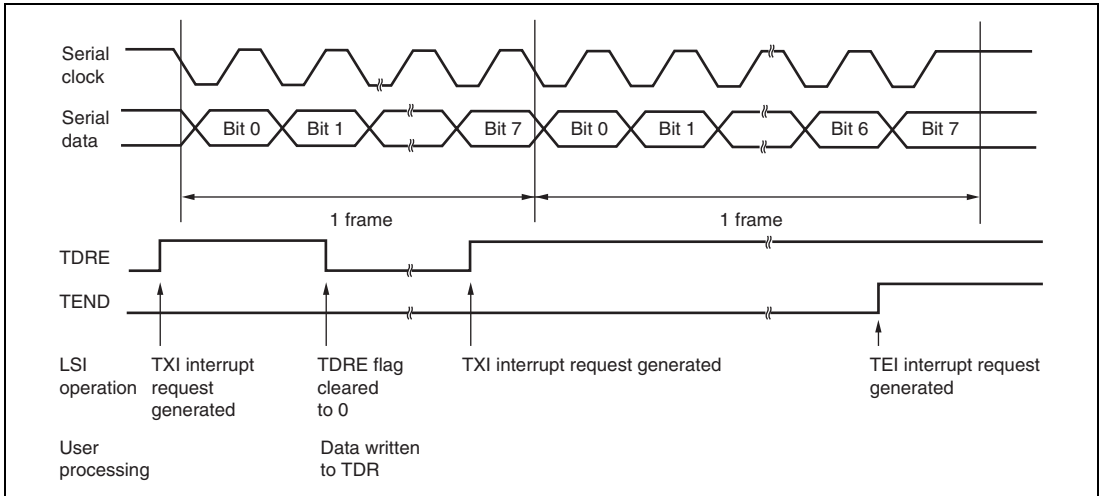 Serial
clock
Serial
data
Bit 0 Bit 1 Bit 7 Bit 0 Bit 1 Bit 6 Bit 7
1 frame 1 frame
TDRE
TEND
LSI
operation
TXI interrupt
request
generated
TDRE flag
cleared
to 0
TXI interrupt request generated
TEI interrupt request
generated
User
processing
Data written
to TDR